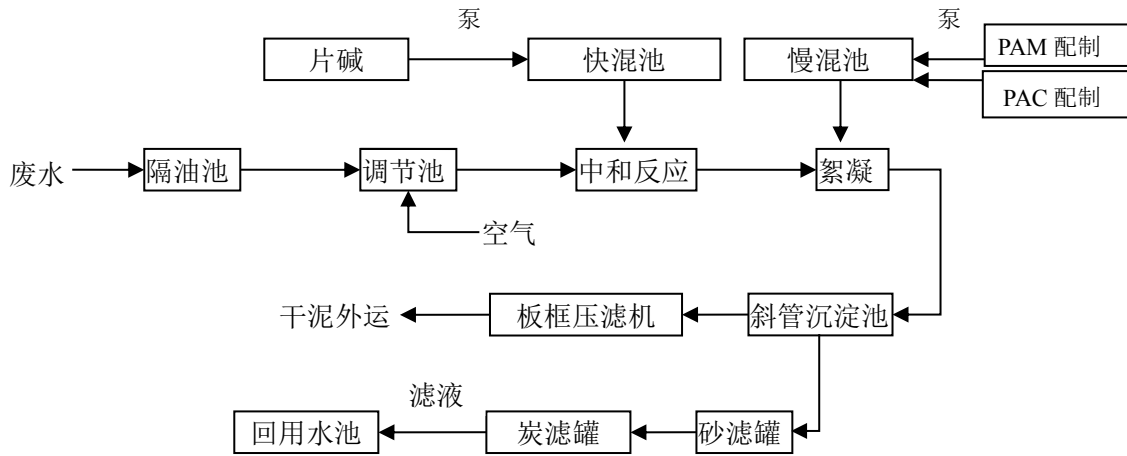 泵
泵
片碱
快混池
慢混池
PAM 配制
PAC 配制
废水
隔油池
调节池
中和反应
絮凝
空气
干泥外运
板框压滤机
斜管沉淀池
滤液
回用水池
炭滤罐
砂滤罐